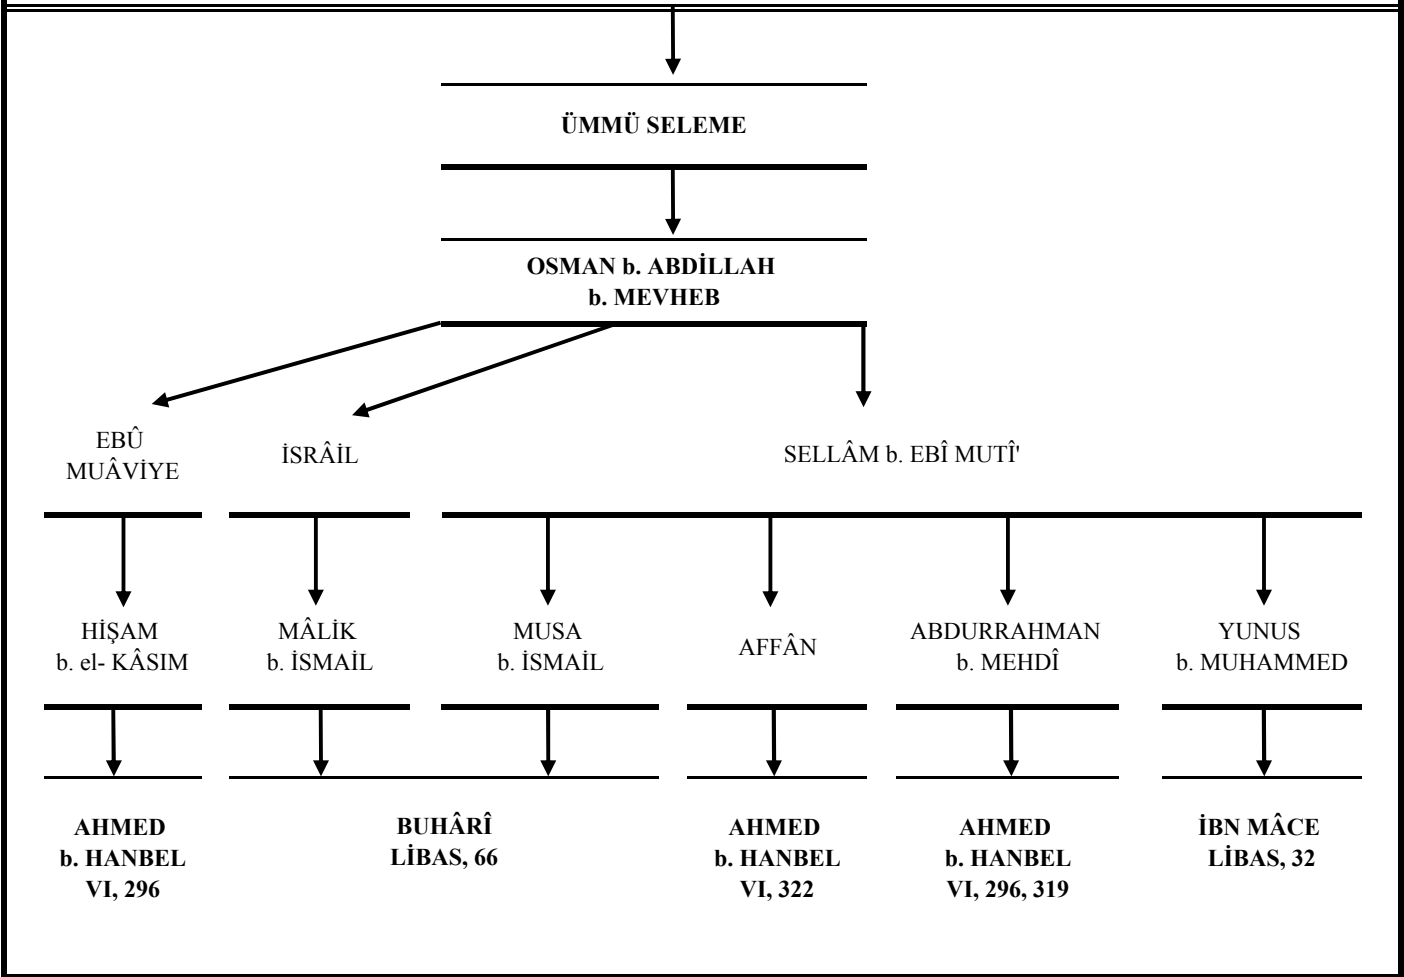 ÜMMÜ SELEME
OSMAN b. ABDİLLAH
b. MEVHEB
EBÛ
MUÂVİYE
İSRÂİL
SELLÂM b. EBÎ MUTÎ'
HİŞAM
b. el- KÂSIM
MÂLİK
b. İSMAİL
MUSA
b. İSMAİL
AFFÂN
ABDURRAHMAN
b. MEHDÎ
YUNUS
b. MUHAMMED
AHMED
b. HANBEL
VI, 296
BUHÂRÎ
LİBAS, 66
AHMED
b. HANBEL
VI, 322
AHMED
b. HANBEL
VI, 296, 319
İBN MÂCE
LİBAS, 32